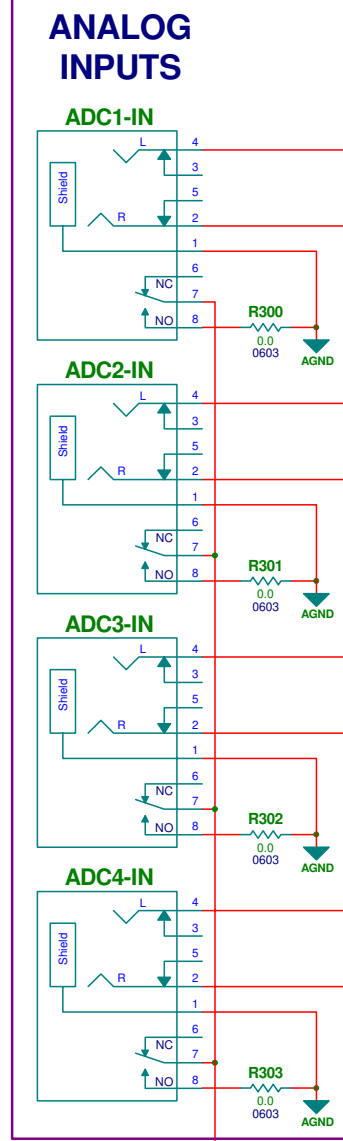 ANALOG
INPUTS
ADC1-IN
L 4
3
Shield
5
R 2
1
6
NC
7
NO 8
R300
0.0
0603
AGND
ADC2-IN
L 4
3
Shield
5
R 2
1
6
NC
7
NO 8
R301
0.0
0603
AGND
ADC3-IN
L 4
3
Shield
5
R 2
1
6
NC
7
NO 8
R302
0.0
0603
AGND
ADC4-IN
L 4
3
Shield
5
R 2
1
6
NC
7
NO 8
R303
0.0
0603
AGND